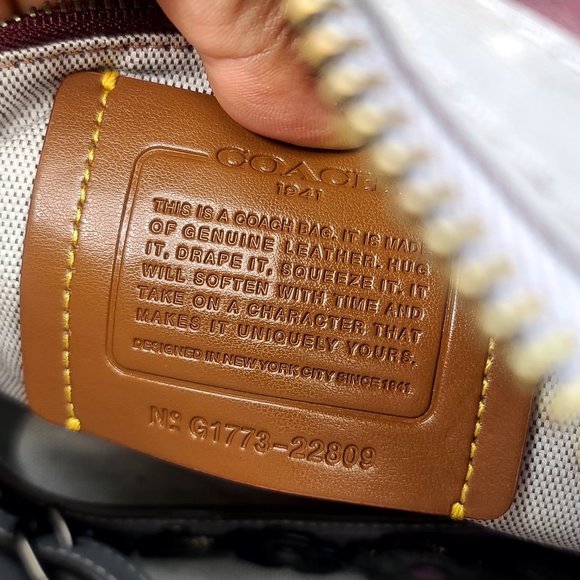 COACH
1941
THIS IS A COACH BAG. IT IS MADE
OF GENUINE LEATHER. HUG
IT, DRAPE IT, SQUEEZE IT. IT
WILL SOFTEN WITH TIME AND
TAKE ON A CHARACTER THAT
MAKES IT UNIQUELY YOURS.
DESIGNED IN NEW YORK CITY SINCE 1941.
Nº G1773-22809